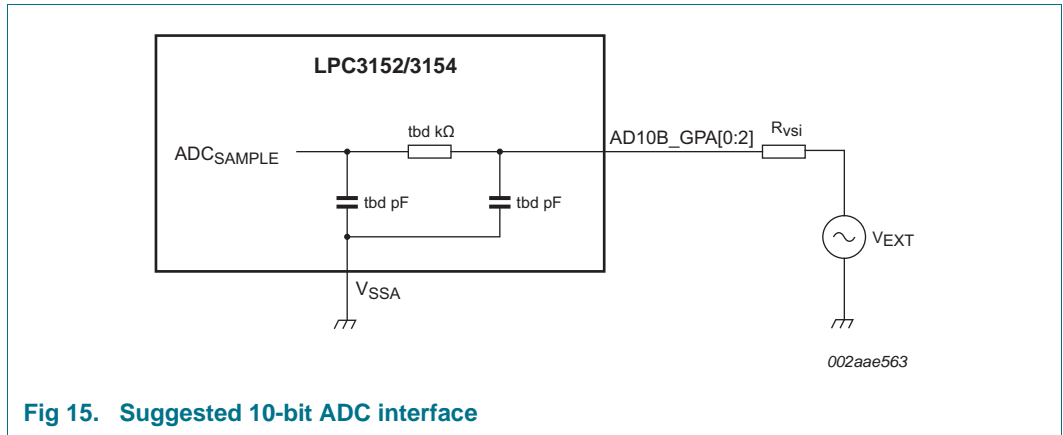 LPC3152/3154
tbd kΩ
AD10B_GPA[0:2]
Rvsi
ADCSAMPLE
tbd pF
tbd pF
VEXT
VSSA
002aae563
Fig 15. Suggested 10-bit ADC interface